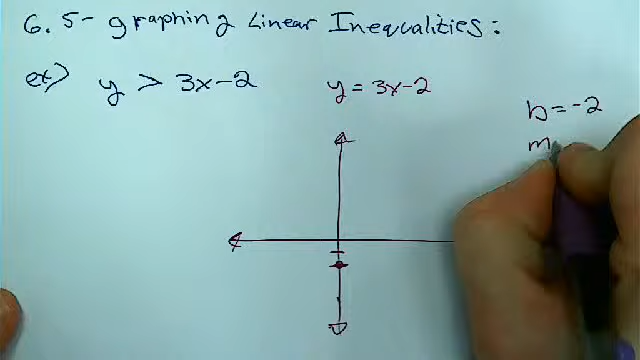 6.5- graphing Linear Inequalities:
ex) y > 3x-2
y = 3x-2
b = -2
m